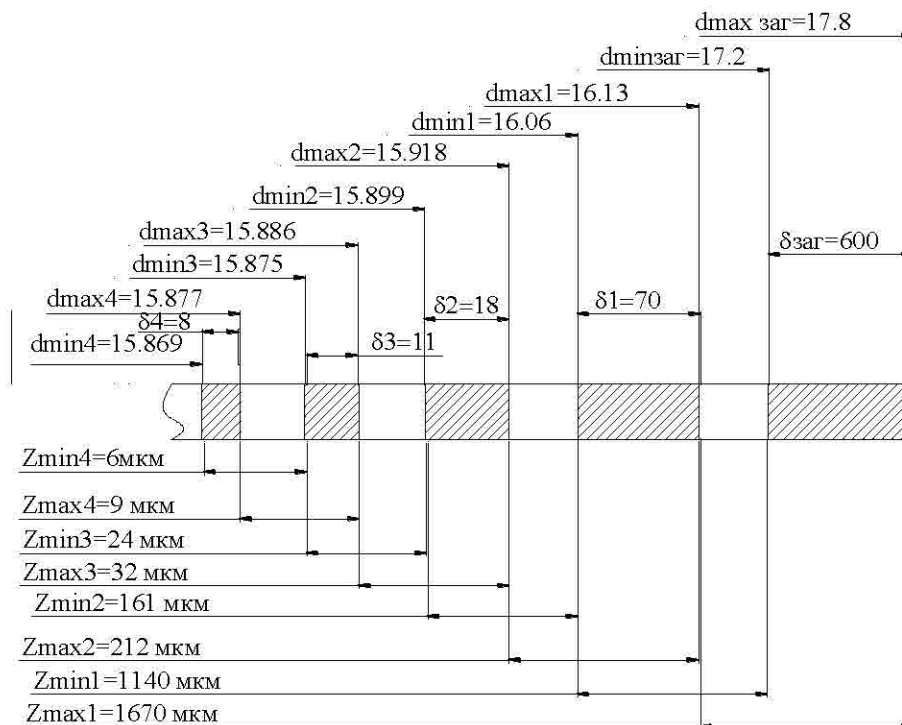 dmax заг=17.8
dminзаг=17.2
dmax1=16.13
dmin1=16.06
dmax2=15.918
dmin2=15.899
dmax3=15.886
δзаг=600
dmin3=15.875
dmax4=15.877
δ2=18
δ1=70
δ4=8
dmin4=15.869
δ3=11
Zmin4=6мкм
Zmax4=9 мкм
Zmin3=24 мкм
Zmax3=32 мкм
Zmin2=161 мкм
Zmax2=212 мкм
Zmin1=1140 мкм
Zmax1=1670 мкм